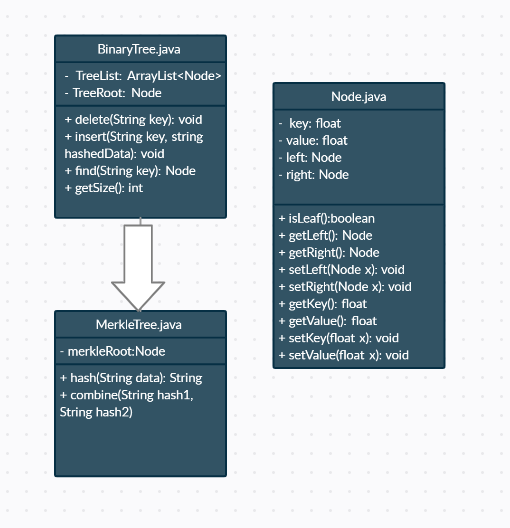 BinaryTree.java
- TreeList: ArrayList<Node>
- TreeRoot: Node
+ delete(String key): void
+ insert(String key, string
hashedData): void
+ find(String key): Node
+ getSize(): int
MerkleTree.java
- merkleRoot:Node
+ hash(String data): String
+ combine(String hash1,
String hash2)
Node.java
- key: float
- value: float
- left: Node
- right: Node
+ isLeaf():boolean
+ getLeft(): Node
+ getRight(): Node
+ setLeft(Node x): void
+ setRight(Node x): void
+ getKey(): float
+ getValue(): float
+ setKey(float x): void
+ setValue(float x): void